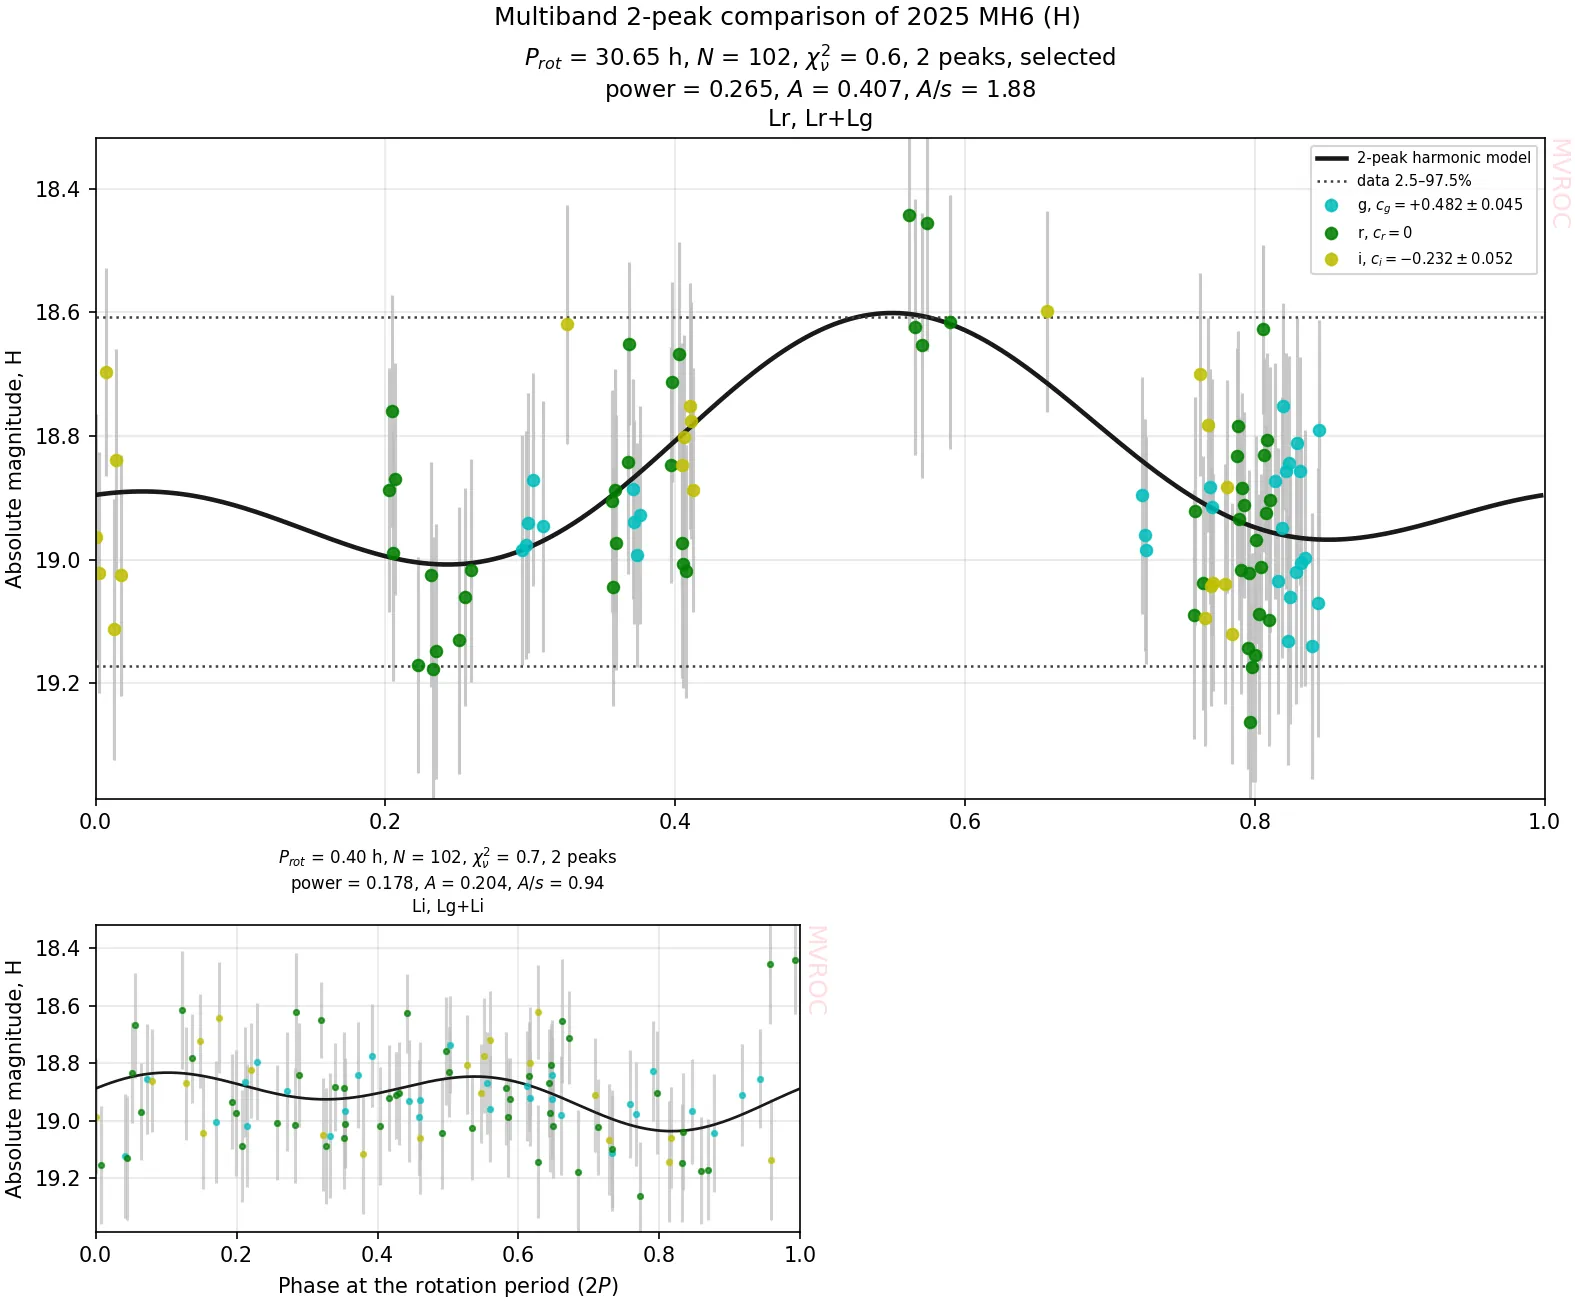 Multiband 2-peak comparison of 2025 MH6 (H)
P_rot = 30.65 h, N = 102, χ²_ν = 0.6, 2 peaks, selected
power = 0.265, A = 0.407, A/s = 1.88
Lr, Lr+Lg
MVROC
2-peak harmonic model
data 2.5–97.5%
g, c_g = +0.482 ± 0.045
r, c_r = 0
i, c_i = −0.232 ± 0.052
Absolute magnitude, H
18.4
18.6
18.8
19.0
19.2
0.0 0.2 0.4 0.6 0.8 1.0
P_rot = 0.40 h, N = 102, χ²_ν = 0.7, 2 peaks
power = 0.178, A = 0.204, A/s = 0.94
Li, Lg+Li
MVROC
Absolute magnitude, H
18.4
18.6
18.8
19.0
19.2
0.0 0.2 0.4 0.6 0.8 1.0
Phase at the rotation period (2P)